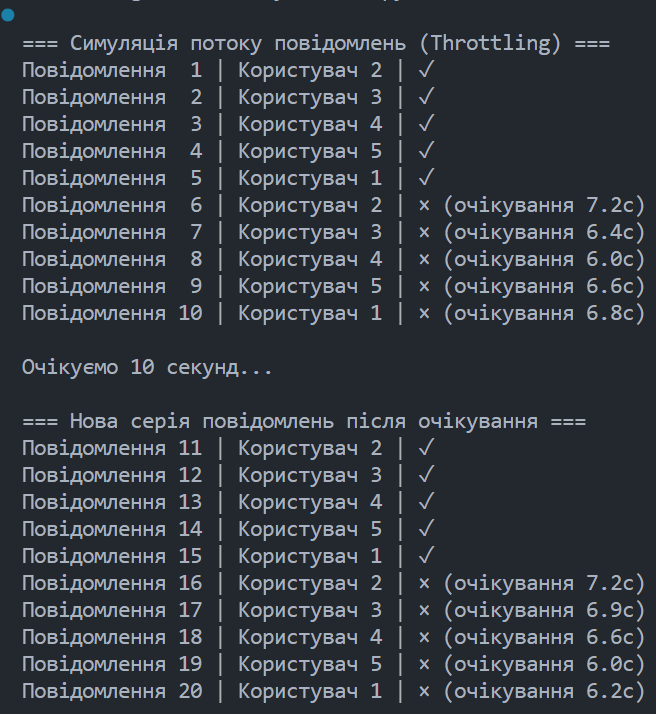 === Симуляція потоку повідомлень (Throttling) ===
Повідомлення  1 | Користувач 2 | ✓
Повідомлення  2 | Користувач 3 | ✓
Повідомлення  3 | Користувач 4 | ✓
Повідомлення  4 | Користувач 5 | ✓
Повідомлення  5 | Користувач 1 | ✓
Повідомлення  6 | Користувач 2 | × (очікування 7.2с)
Повідомлення  7 | Користувач 3 | × (очікування 6.4с)
Повідомлення  8 | Користувач 4 | × (очікування 6.0с)
Повідомлення  9 | Користувач 5 | × (очікування 6.6с)
Повідомлення 10 | Користувач 1 | × (очікування 6.8с)
Очікуємо 10 секунд...
=== Нова серія повідомлень після очікування ===
Повідомлення 11 | Користувач 2 | ✓
Повідомлення 12 | Користувач 3 | ✓
Повідомлення 13 | Користувач 4 | ✓
Повідомлення 14 | Користувач 5 | ✓
Повідомлення 15 | Користувач 1 | ✓
Повідомлення 16 | Користувач 2 | × (очікування 7.2с)
Повідомлення 17 | Користувач 3 | × (очікування 6.9с)
Повідомлення 18 | Користувач 4 | × (очікування 6.6с)
Повідомлення 19 | Користувач 5 | × (очікування 6.0с)
Повідомлення 20 | Користувач 1 | × (очікування 6.2с)